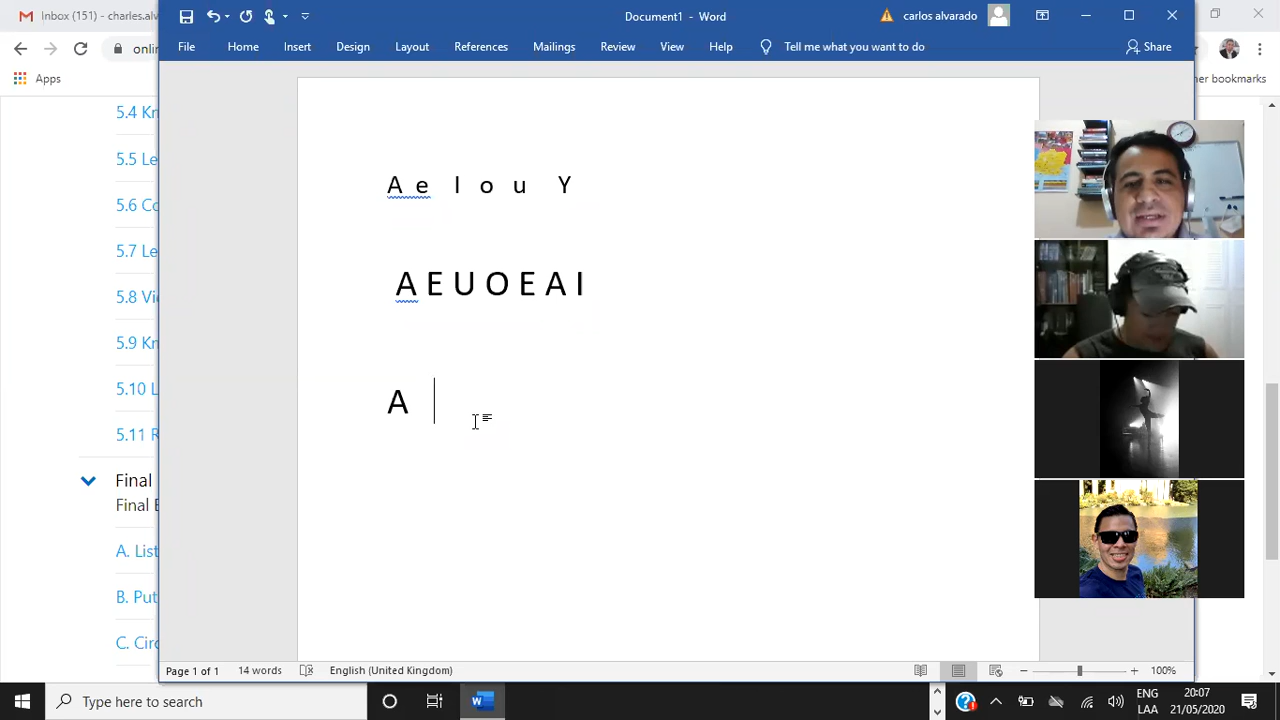 Inbox (151) - charles.alv
Document1 - Word
carlos alvarado
onlin
File Home Insert Design Layout References Mailings Review View Help Tell me what you want to do Share
Apps
her bookmarks
5.4 Kn
5.5 Le
5.6 Co
5.7 Le
5.8 Vi
5.9 Kn
5.10 L
5.11 R
Final
Final E
A. List
B. Put
C. Circ
A e I o u Y
A E U O E A I
A
Page 1 of 1 14 words English (United Kingdom) 100%
Type here to search
ENG 20:07
LAA 21/05/2020